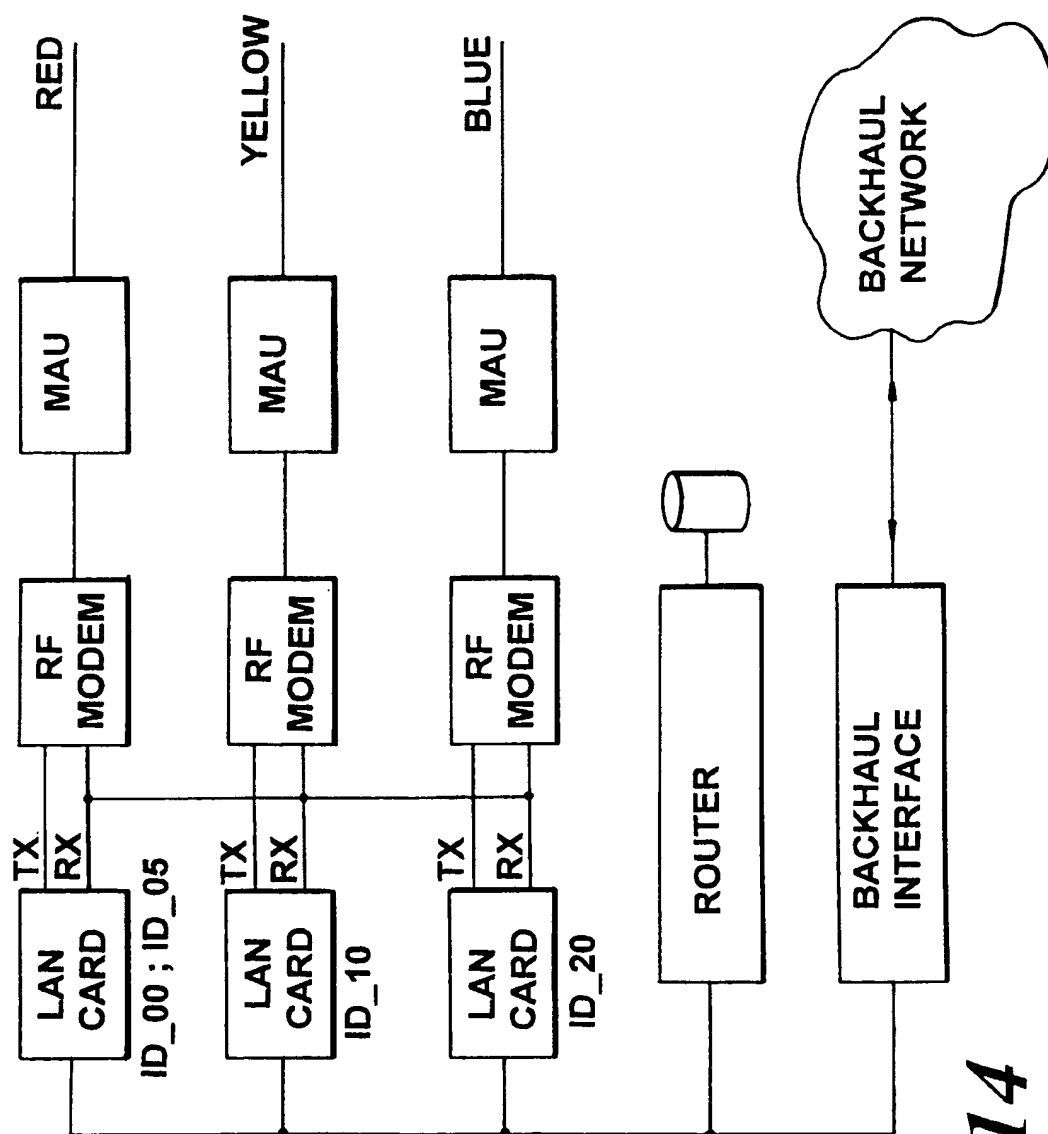 RED
YELLOW
BLUE
MAU
MAU
MAU
RF
MODEM
RF
MODEM
RF
MODEM
TX
RX
TX
RX
TX
RX
LAN
CARD
ID_00 ; ID_05
LAN
CARD
ID_10
LAN
CARD
ID_20
ROUTER
BACKHAUL
INTERFACE
BACKHAUL
NETWORK
14